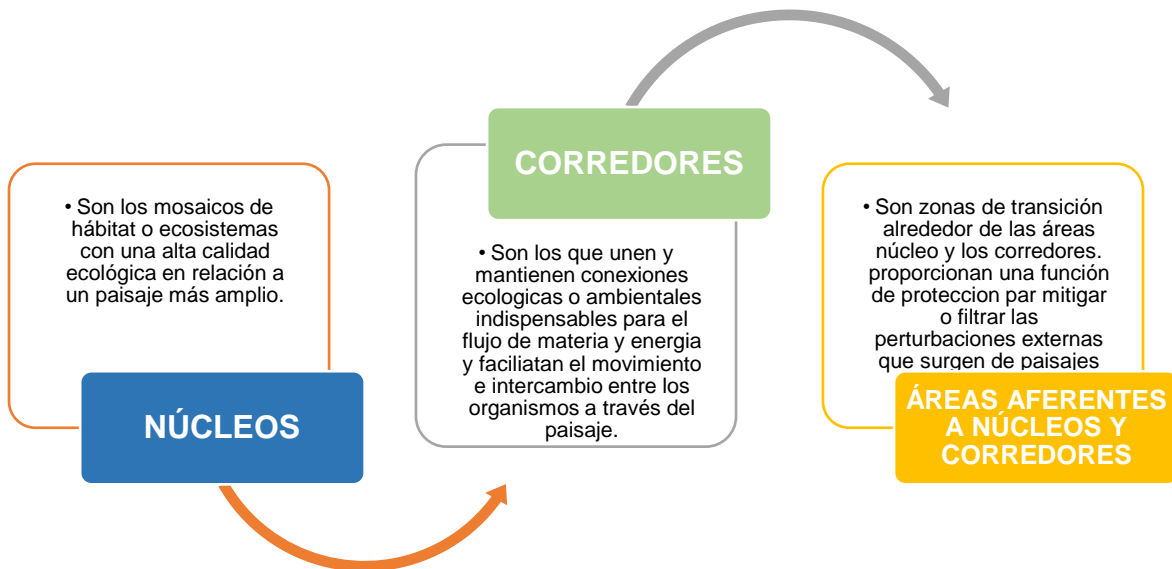 • Son los mosaicos de
hábitat o ecosistemas
con una alta calidad
ecológica en relación a
un paisaje más amplio.
NÚCLEOS
CORREDORES
• Son los que unen y
mantienen conexiones
ecologicas o ambientales
indispensables para el
flujo de materia y energia
y faciliatan el movimiento
e intercambio entre los
organismos a través del
paisaje.
• Son zonas de transición
alrededor de las áreas
núcleo y los corredores.
proporcionan una función
de proteccion par mitigar
o filtrar las
perturbaciones externas
que surgen de paisajes
ÁREAS AFERENTES
A NÚCLEOS Y
CORREDORES